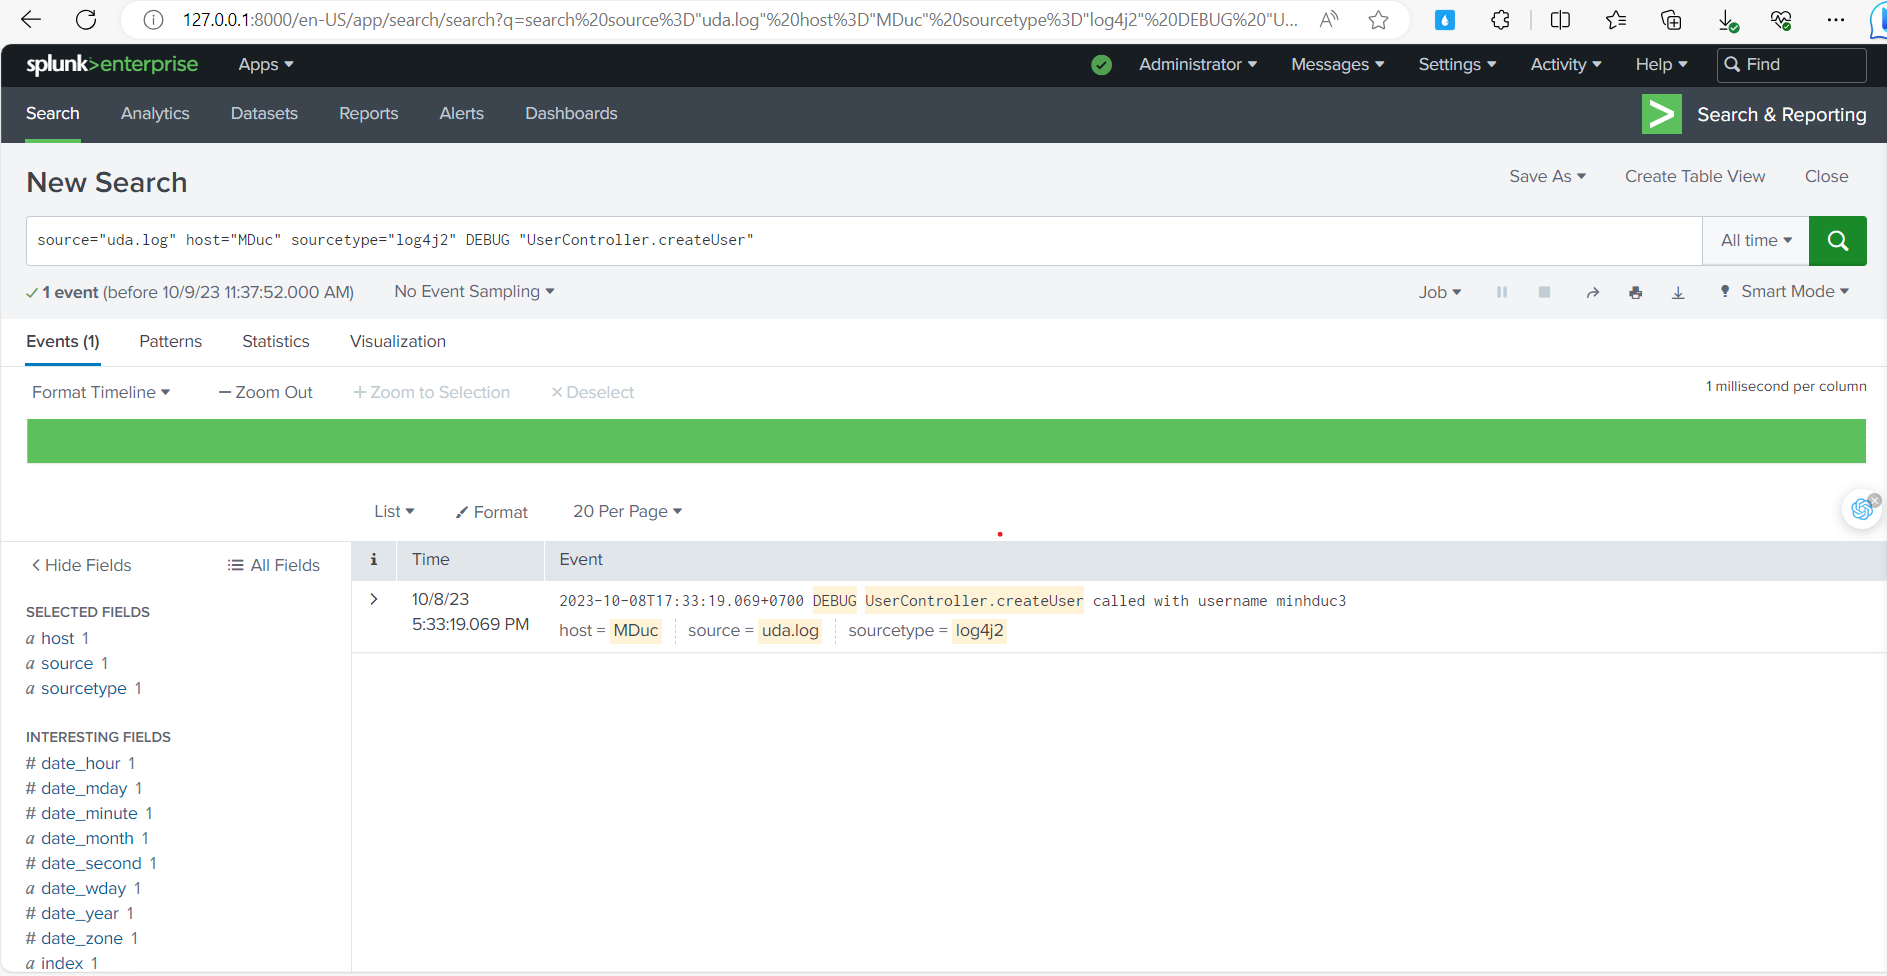 127.0.0.1:8000/en-US/app/search/search?q=search%20source%3D"uda.log"%20host%3D"MDuc"%20sourcetype%3D"log4j2"%20DEBUG%20"U...
splunk>enterprise Apps Administrator Messages Settings Activity Help Find
Search Analytics Datasets Reports Alerts Dashboards Search & Reporting
New Search Save As Create Table View Close
source="uda.log" host="MDuc" sourcetype="log4j2" DEBUG "UserController.createUser" All time
1 event (before 10/9/23 11:37:52.000 AM) No Event Sampling Job Smart Mode
Events (1) Patterns Statistics Visualization
Format Timeline — Zoom Out + Zoom to Selection × Deselect 1 millisecond per column
List Format 20 Per Page
Hide Fields All Fields
SELECTED FIELDS
a host 1
a source 1
a sourcetype 1
INTERESTING FIELDS
# date_hour 1
# date_mday 1
# date_minute 1
a date_month 1
# date_second 1
a date_wday 1
# date_year 1
# date_zone 1
a index 1
i Time Event
10/8/23
5:33:19.069 PM
2023-10-08T17:33:19.069+0700 DEBUG UserController.createUser called with username minhduc3
host = MDuc source = uda.log sourcetype = log4j2